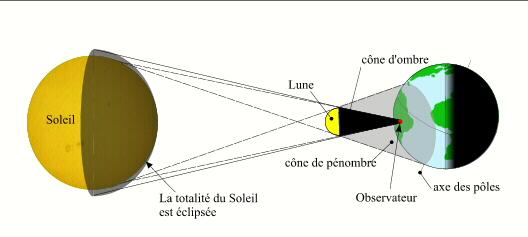 cône d'ombre
Lune
Soleil
cône de pénombre
axe des pôles
La totalité du Soleil
est éclipsée
Observateur